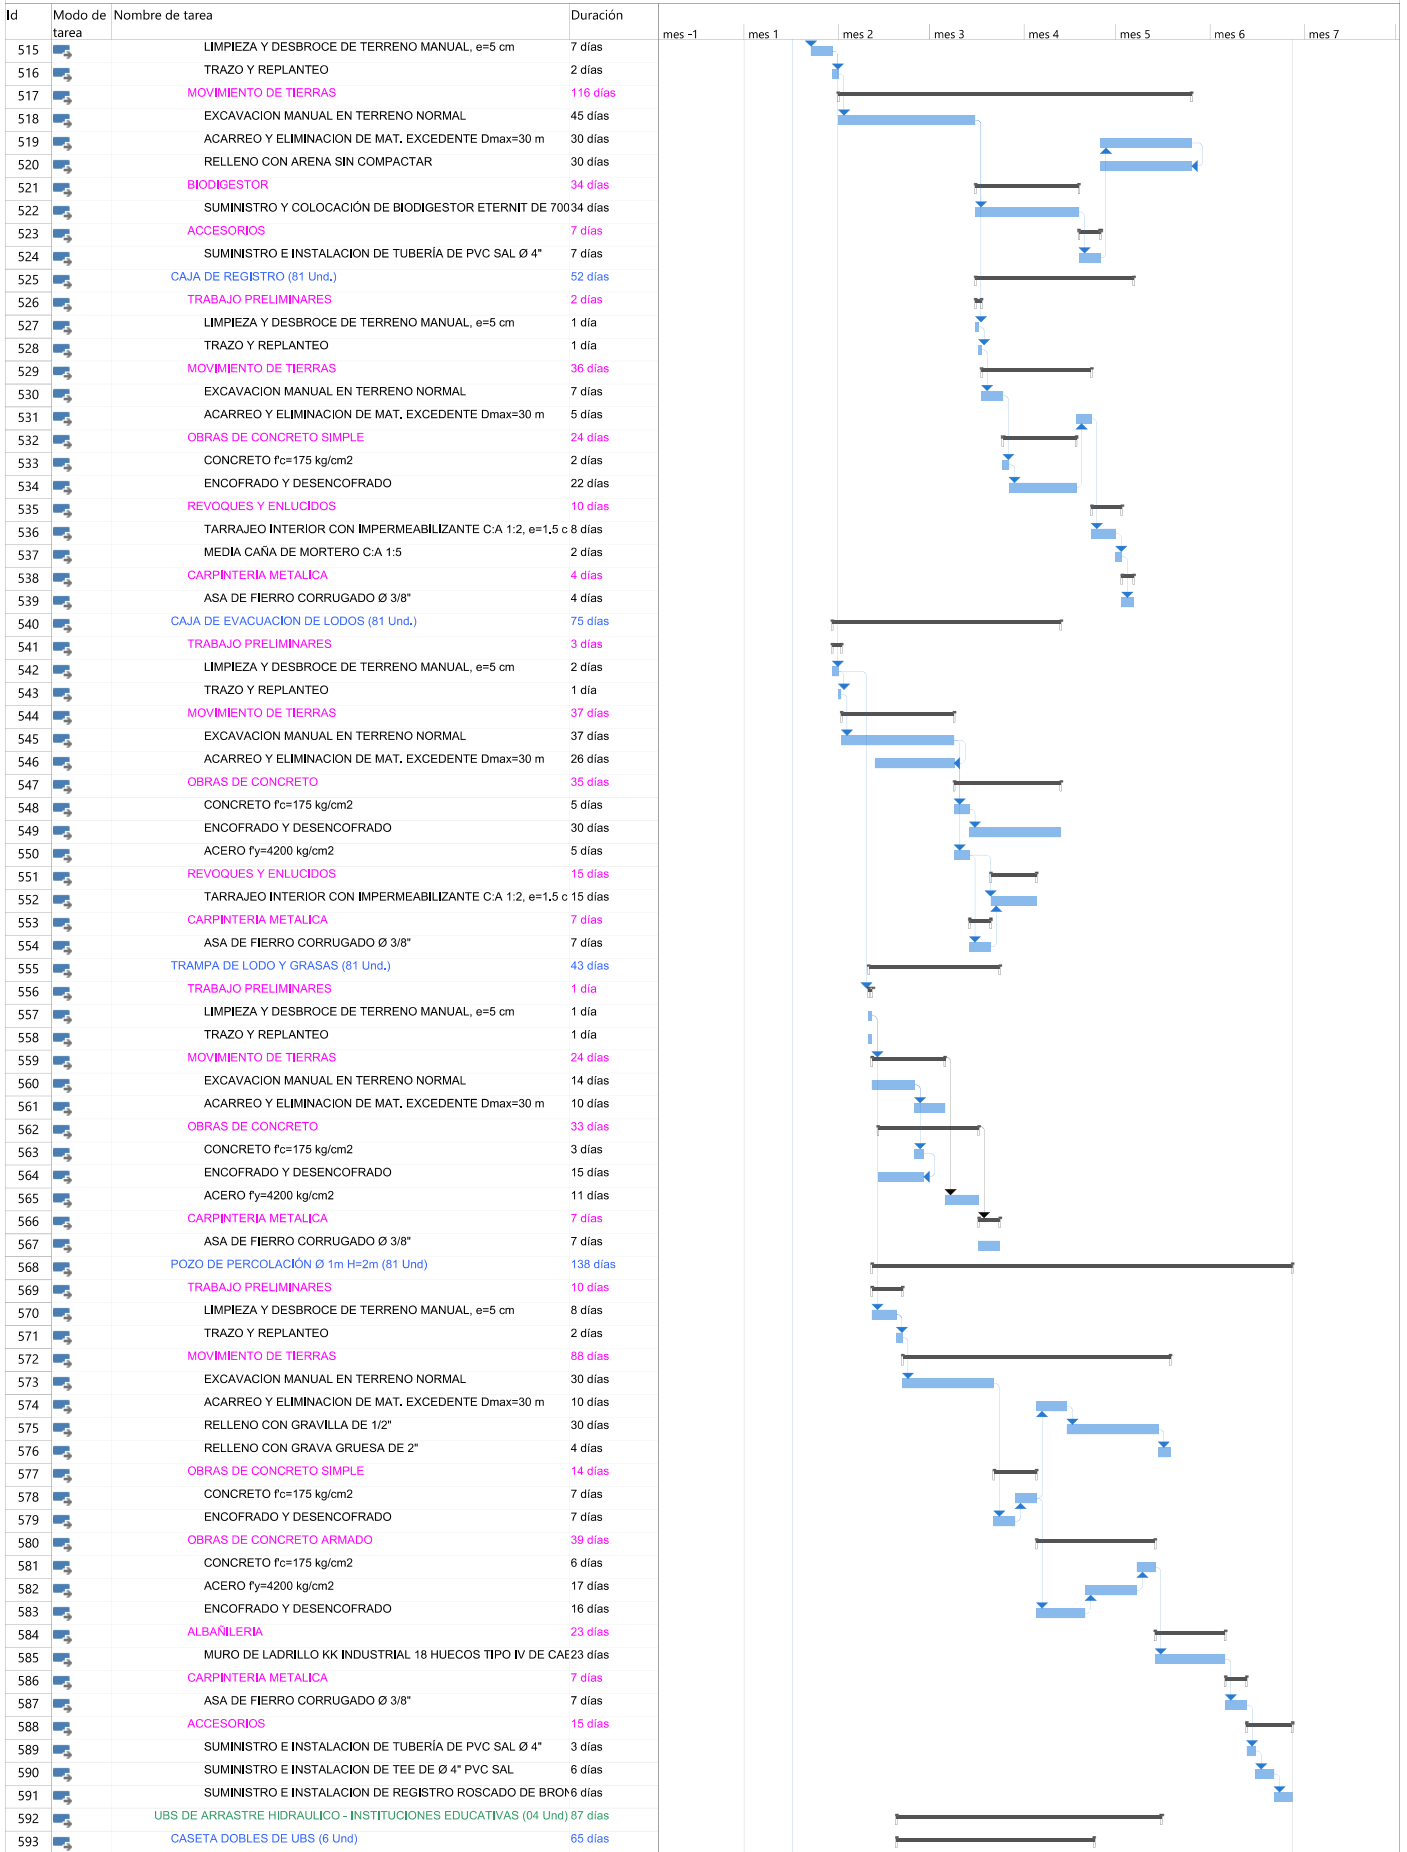 Id Modo de tarea Nombre de tarea Duración mes -1 mes 1 mes 2 mes 3 mes 4 mes 5 mes 6 mes 7
515 LIMPIEZA Y DESBROCE DE TERRENO MANUAL, e=5 cm 7 días
516 TRAZO Y REPLANTEO 2 días
517 MOVIMIENTO DE TIERRAS 116 días
518 EXCAVACION MANUAL EN TERRENO NORMAL 45 días
519 ACARREO Y ELIMINACION DE MAT. EXCEDENTE Dmax=30 m 30 días
520 RELLENO CON ARENA SIN COMPACTAR 30 días
521 BIODIGESTOR 34 días
522 SUMINISTRO Y COLOCACIÓN DE BIODIGESTOR ETERNIT DE 700 34 días
523 ACCESORIOS 7 días
524 SUMINISTRO E INSTALACION DE TUBERÍA DE PVC SAL Ø 4" 7 días
525 CAJA DE REGISTRO (81 Und.) 52 días
526 TRABAJO PRELIMINARES 2 días
527 LIMPIEZA Y DESBROCE DE TERRENO MANUAL, e=5 cm 1 día
528 TRAZO Y REPLANTEO 1 día
529 MOVIMIENTO DE TIERRAS 36 días
530 EXCAVACION MANUAL EN TERRENO NORMAL 7 días
531 ACARREO Y ELIMINACION DE MAT. EXCEDENTE Dmax=30 m 5 días
532 OBRAS DE CONCRETO SIMPLE 24 días
533 CONCRETO f'c=175 kg/cm2 2 días
534 ENCOFRADO Y DESENCOFRADO 22 días
535 REVOQUES Y ENLUCIDOS 10 días
536 TARRAJEO INTERIOR CON IMPERMEABILIZANTE C:A 1:2, e=1.5 c 8 días
537 MEDIA CAÑA DE MORTERO C:A 1:5 2 días
538 CARPINTERIA METALICA 4 días
539 ASA DE FIERRO CORRUGADO Ø 3/8" 4 días
540 CAJA DE EVACUACION DE LODOS (81 Und.) 75 días
541 TRABAJO PRELIMINARES 3 días
542 LIMPIEZA Y DESBROCE DE TERRENO MANUAL, e=5 cm 2 días
543 TRAZO Y REPLANTEO 1 día
544 MOVIMIENTO DE TIERRAS 37 días
545 EXCAVACION MANUAL EN TERRENO NORMAL 37 días
546 ACARREO Y ELIMINACION DE MAT. EXCEDENTE Dmax=30 m 26 días
547 OBRAS DE CONCRETO 35 días
548 CONCRETO f'c=175 kg/cm2 5 días
549 ENCOFRADO Y DESENCOFRADO 30 días
550 ACERO f'y=4200 kg/cm2 5 días
551 REVOQUES Y ENLUCIDOS 15 días
552 TARRAJEO INTERIOR CON IMPERMEABILIZANTE C:A 1:2, e=1.5 c 15 días
553 CARPINTERIA METALICA 7 días
554 ASA DE FIERRO CORRUGADO Ø 3/8" 7 días
555 TRAMPA DE LODO Y GRASAS (81 Und.) 43 días
556 TRABAJO PRELIMINARES 1 día
557 LIMPIEZA Y DESBROCE DE TERRENO MANUAL, e=5 cm 1 día
558 TRAZO Y REPLANTEO 1 día
559 MOVIMIENTO DE TIERRAS 24 días
560 EXCAVACION MANUAL EN TERRENO NORMAL 14 días
561 ACARREO Y ELIMINACION DE MAT. EXCEDENTE Dmax=30 m 10 días
562 OBRAS DE CONCRETO 33 días
563 CONCRETO f'c=175 kg/cm2 3 días
564 ENCOFRADO Y DESENCOFRADO 15 días
565 ACERO f'y=4200 kg/cm2 11 días
566 CARPINTERIA METALICA 7 días
567 ASA DE FIERRO CORRUGADO Ø 3/8" 7 días
568 POZO DE PERCOLACIÓN Ø 1m H=2m (81 Und) 138 días
569 TRABAJO PRELIMINARES 10 días
570 LIMPIEZA Y DESBROCE DE TERRENO MANUAL, e=5 cm 8 días
571 TRAZO Y REPLANTEO 2 días
572 MOVIMIENTO DE TIERRAS 88 días
573 EXCAVACION MANUAL EN TERRENO NORMAL 30 días
574 ACARREO Y ELIMINACION DE MAT. EXCEDENTE Dmax=30 m 10 días
575 RELLENO CON GRAVILLA DE 1/2" 30 días
576 RELLENO CON GRAVA GRUESA DE 2" 4 días
577 OBRAS DE CONCRETO SIMPLE 14 días
578 CONCRETO f'c=175 kg/cm2 7 días
579 ENCOFRADO Y DESENCOFRADO 7 días
580 OBRAS DE CONCRETO ARMADO 39 días
581 CONCRETO f'c=175 kg/cm2 6 días
582 ACERO f'y=4200 kg/cm2 17 días
583 ENCOFRADO Y DESENCOFRADO 16 días
584 ALBAÑILERIA 23 días
585 MURO DE LADRILLO KK INDUSTRIAL 18 HUECOS TIPO IV DE CAE 23 días
586 CARPINTERIA METALICA 7 días
587 ASA DE FIERRO CORRUGADO Ø 3/8" 7 días
588 ACCESORIOS 15 días
589 SUMINISTRO E INSTALACION DE TUBERÍA DE PVC SAL Ø 4" 3 días
590 SUMINISTRO E INSTALACION DE TEE DE Ø 4" PVC SAL 6 días
591 SUMINISTRO E INSTALACION DE REGISTRO ROSCADO DE BRON 6 días
592 UBS DE ARRASTRE HIDRAULICO - INSTITUCIONES EDUCATIVAS (04 Und) 87 días
593 CASETA DOBLES DE UBS (6 Und) 65 días